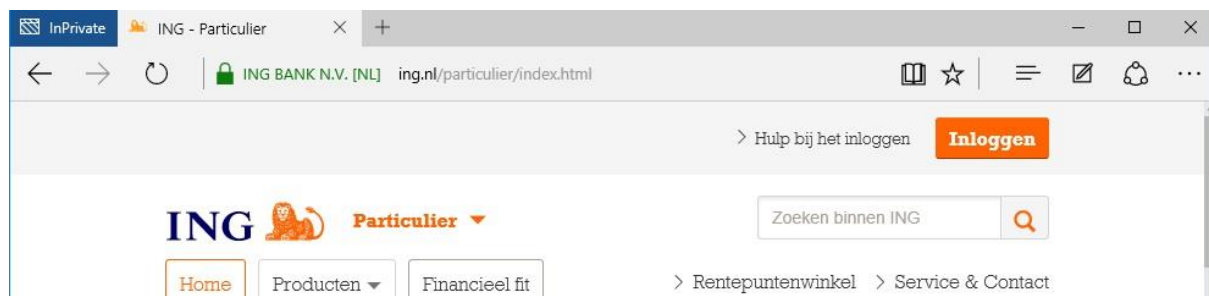 InPrivate ING - Particulier
ING BANK N.V. [NL] ing.nl/particulier/index.html
Hulp bij het inloggen Inloggen
ING Particulier Zoeken binnen ING
Home Producten Financieel fit Rentepuntenwinkel Service & Contact